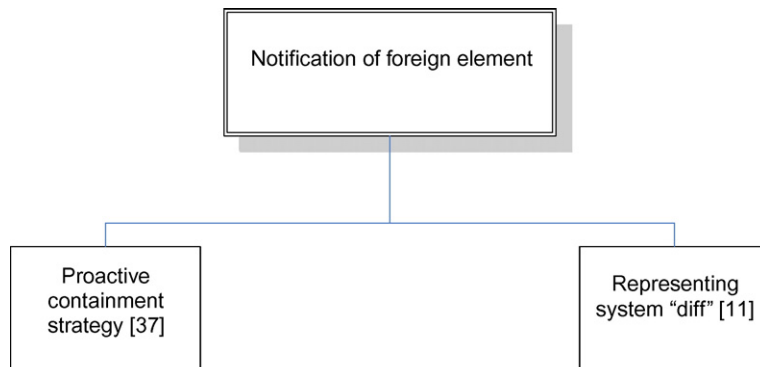 Notification of foreign element
Proactive
containment
strategy [37]
Representing
system “diff” [11]